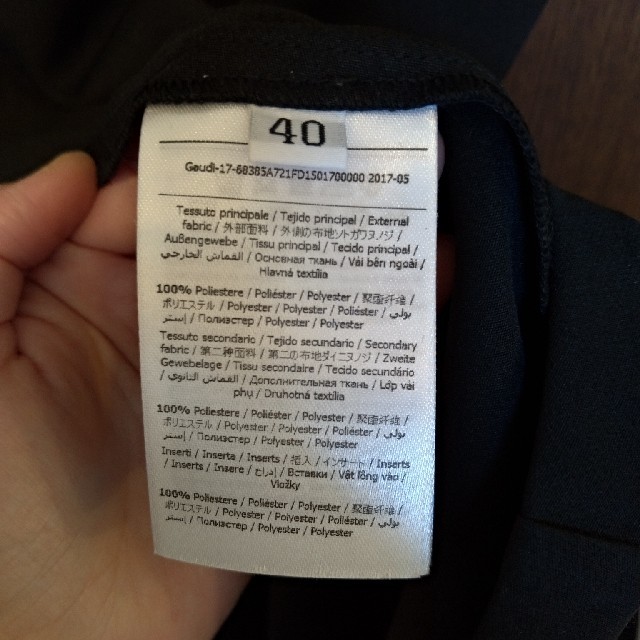 40
Gaudi-17-68385A721FD1501700000 2017-05
Tessuto principale / Tejido principal / External
fabric / 外部面料 / 外側の布地ソトガワヌノジ /
Außengewebe / Tissu principal / Tecido principal /
القماش الخارجي / Основная ткань / Vải bên ngoài /
Hlavná textília
100% Poliestere / Poliéster / Polyester / 聚酯纤维 /
ポリエステル / Polyester / Polyester / Poliéster / بولي
إستر / Полиэстер / Polyester / Polyester
Tessuto secondario / Tejido secundario / Secondary
fabric / 第二种面料 / 第二の布地ダイニヌノジ / Zweite
Gewebelage / Tissu secondaire / Tecido secundário
/ القماش الثانوي / Дополнительная ткань / Lớp vải
phụ / Druhotná textília
100% Poliestere / Poliéster / Polyester / 聚酯纤维 /
ポリエステル / Polyester / Polyester / Poliéster / بولي
إستر / Полиэстер / Polyester / Polyester
Inserti / Inserte / Inserts / 插入 / インサート / Inserts
/ Inserts / Insere / إدراج / Вставки / Vật lồng vào /
Vložky
100% Poliestere / Poliéster / Polyester / 聚酯纤维 /
ポリエステル / Polyester / Polyester / Poliéster / بولي
إستر / Полиэстер / Polyester / Polyester